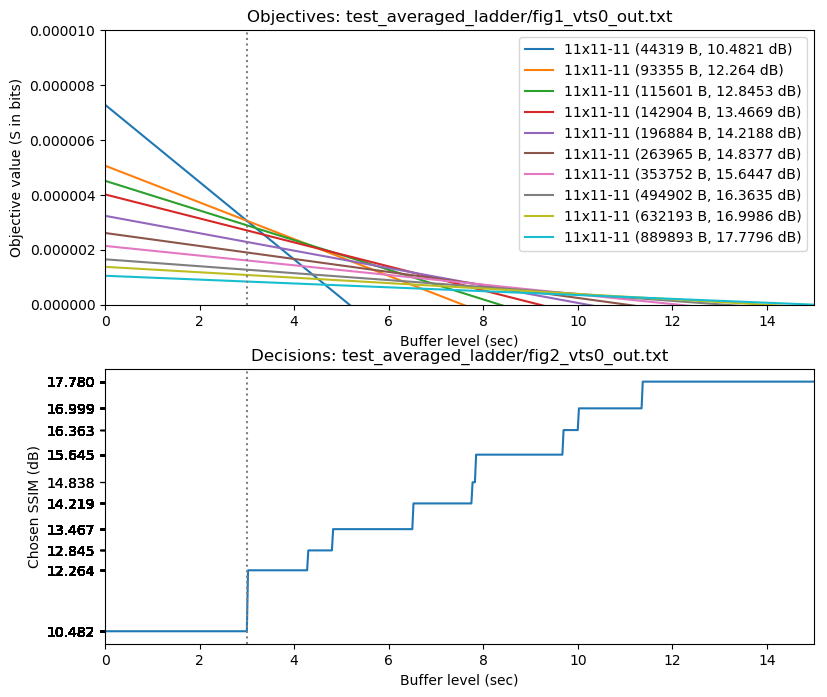 Objectives: test_averaged_ladder/fig1_vts0_out.txt
Objective value (S in bits)
0.000010
0.000008
0.000006
0.000004
0.000002
0.000000
11x11-11 (44319 B, 10.4821 dB)
11x11-11 (93355 B, 12.264 dB)
11x11-11 (115601 B, 12.8453 dB)
11x11-11 (142904 B, 13.4669 dB)
11x11-11 (196884 B, 14.2188 dB)
11x11-11 (263965 B, 14.8377 dB)
11x11-11 (353752 B, 15.6447 dB)
11x11-11 (494902 B, 16.3635 dB)
11x11-11 (632193 B, 16.9986 dB)
11x11-11 (889893 B, 17.7796 dB)
0 2 4 6 8 10 12 14
Buffer level (sec)
Decisions: test_averaged_ladder/fig2_vts0_out.txt
Chosen SSIM (dB)
17.780
16.999
16.363
15.645
14.838
14.219
13.467
12.845
12.264
10.482
0 2 4 6 8 10 12 14
Buffer level (sec)